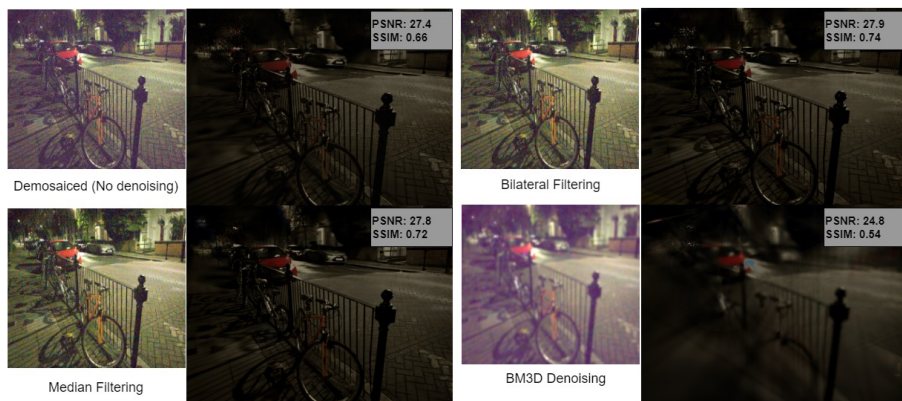 PSNR: 27.4
SSIM: 0.66
Demosaiced (No denoising)
PSNR: 27.9
SSIM: 0.74
Bilateral Filtering
PSNR: 27.8
SSIM: 0.72
Median Filtering
PSNR: 24.8
SSIM: 0.54
BM3D Denoising